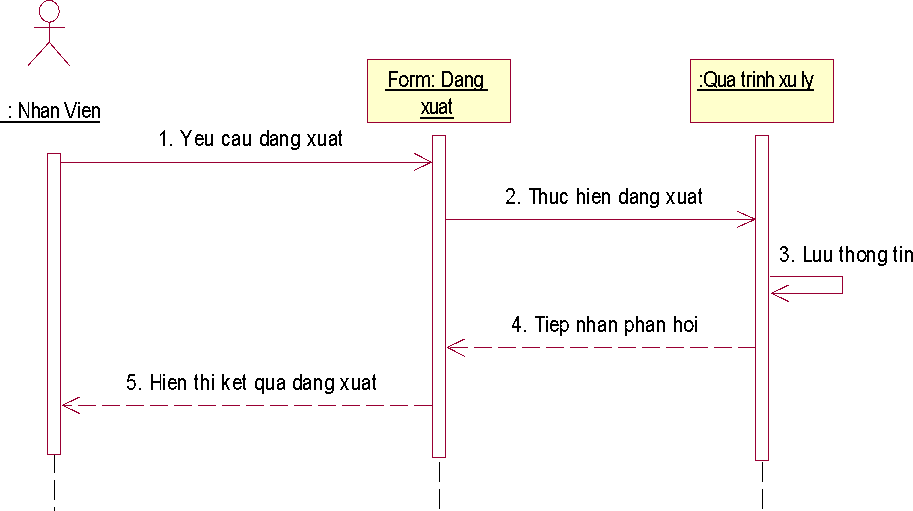 : Nhan Vien
Form: Dang
xuat
:Qua trinh xu ly
1. Yeu cau dang xuat
2. Thuc hien dang xuat
3. Luu thong tin
4. Tiep nhan phan hoi
5. Hien thi ket qua dang xuat